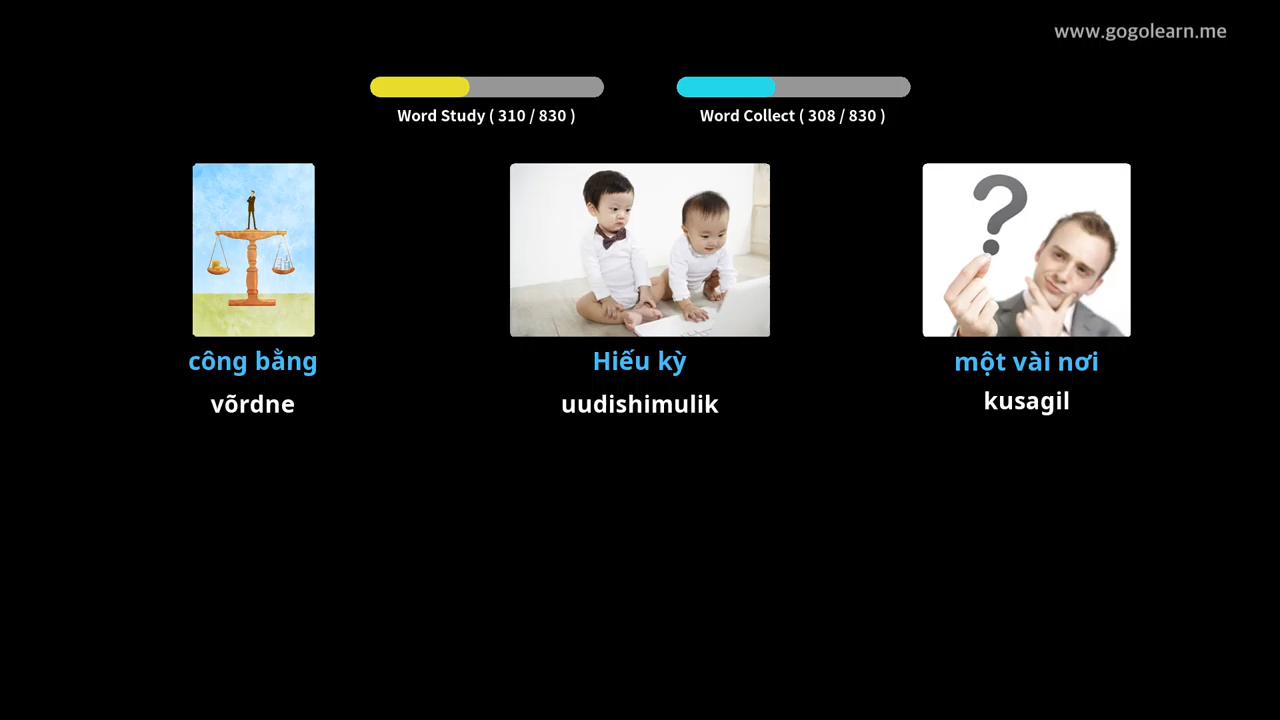 www.gogolearn.me
Word Study ( 310 / 830 )
Word Collect ( 308 / 830 )
công bằng
Hiếu kỳ
một vài nơi
võrdne
uudishimulik
kusagil